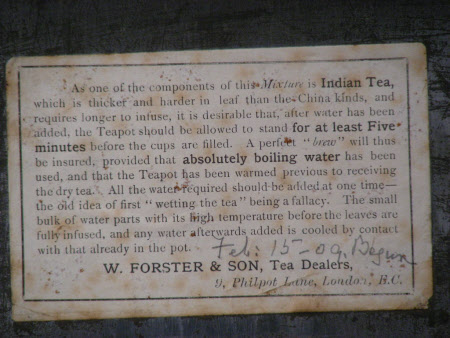 As one of the components of this Mixture is Indian Tea,
which is thicker and harder in leaf than the China kinds, and
requires longer to infuse, it is desirable that, after water has been
added, the Teapot should be allowed to stand for at least Five
minutes before the cups are filled. A perfect "brew" will thus
be insured, provided that absolutely boiling water has been
used, and that the Teapot has been warmed previous to receiving
the dry tea. All the water required should be added at one time—
the old idea of first "wetting the tea" being a fallacy. The small
bulk of water parts with its high temperature before the leaves are
fully infused, and any water afterwards added is cooled by contact
with that already in the pot. Feb: 15-09. Begun
W. FORSTER & SON, Tea Dealers,
9, Philpot Lane, London, E.C.